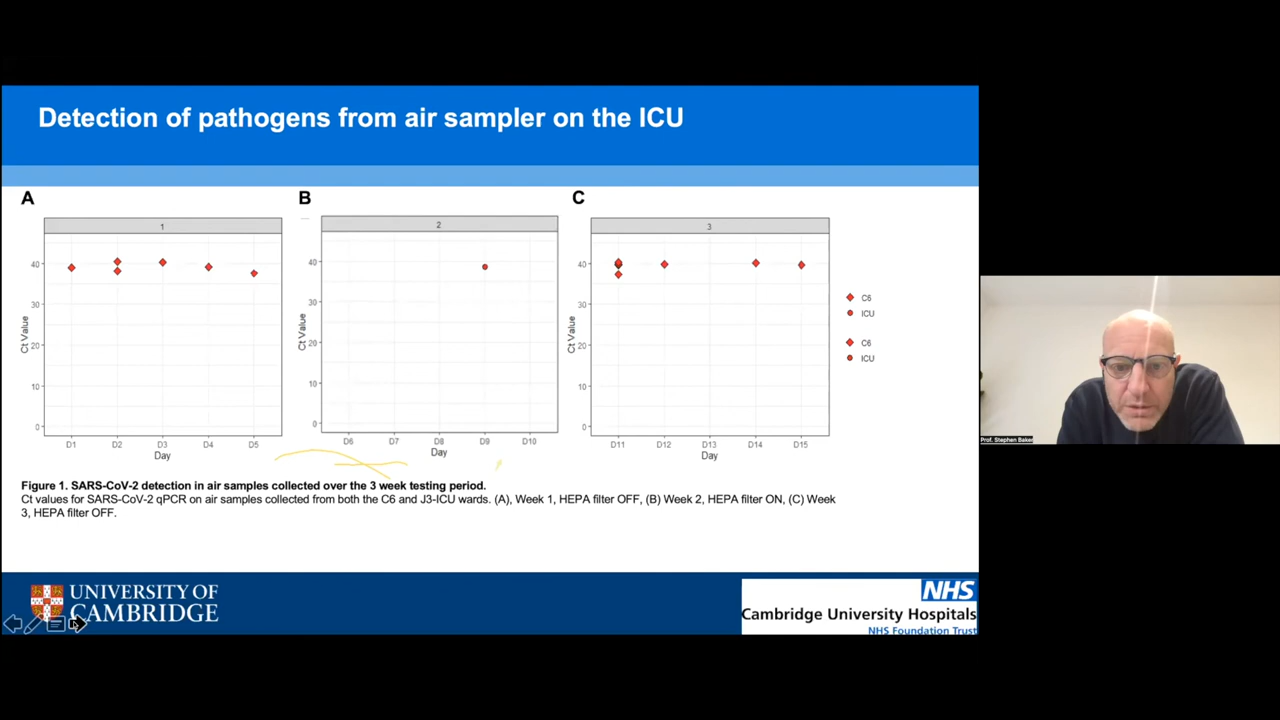 Detection of pathogens from air sampler on the ICU
A
B
C
1
2
3
40
30
20
10
0
Ct Value
D1 D2 D3 D4 D5
Day
40
30
20
10
0
Ct Value
D6 D7 D8 D9 D10
Day
40
30
20
10
0
Ct Value
D11 D12 D13 D14 D15
Day
C6
ICU
C6
ICU
Figure 1. SARS-CoV-2 detection in air samples collected over the 3 week testing period.
Ct values for SARS-CoV-2 qPCR on air samples collected from both the C6 and J3-ICU wards. (A), Week 1, HEPA filter OFF, (B) Week 2, HEPA filter ON, (C) Week
3, HEPA filter OFF.
UNIVERSITY OF
CAMBRIDGE
NHS
Cambridge University Hospitals
NHS Foundation Trust
Prof. Stephen Baker